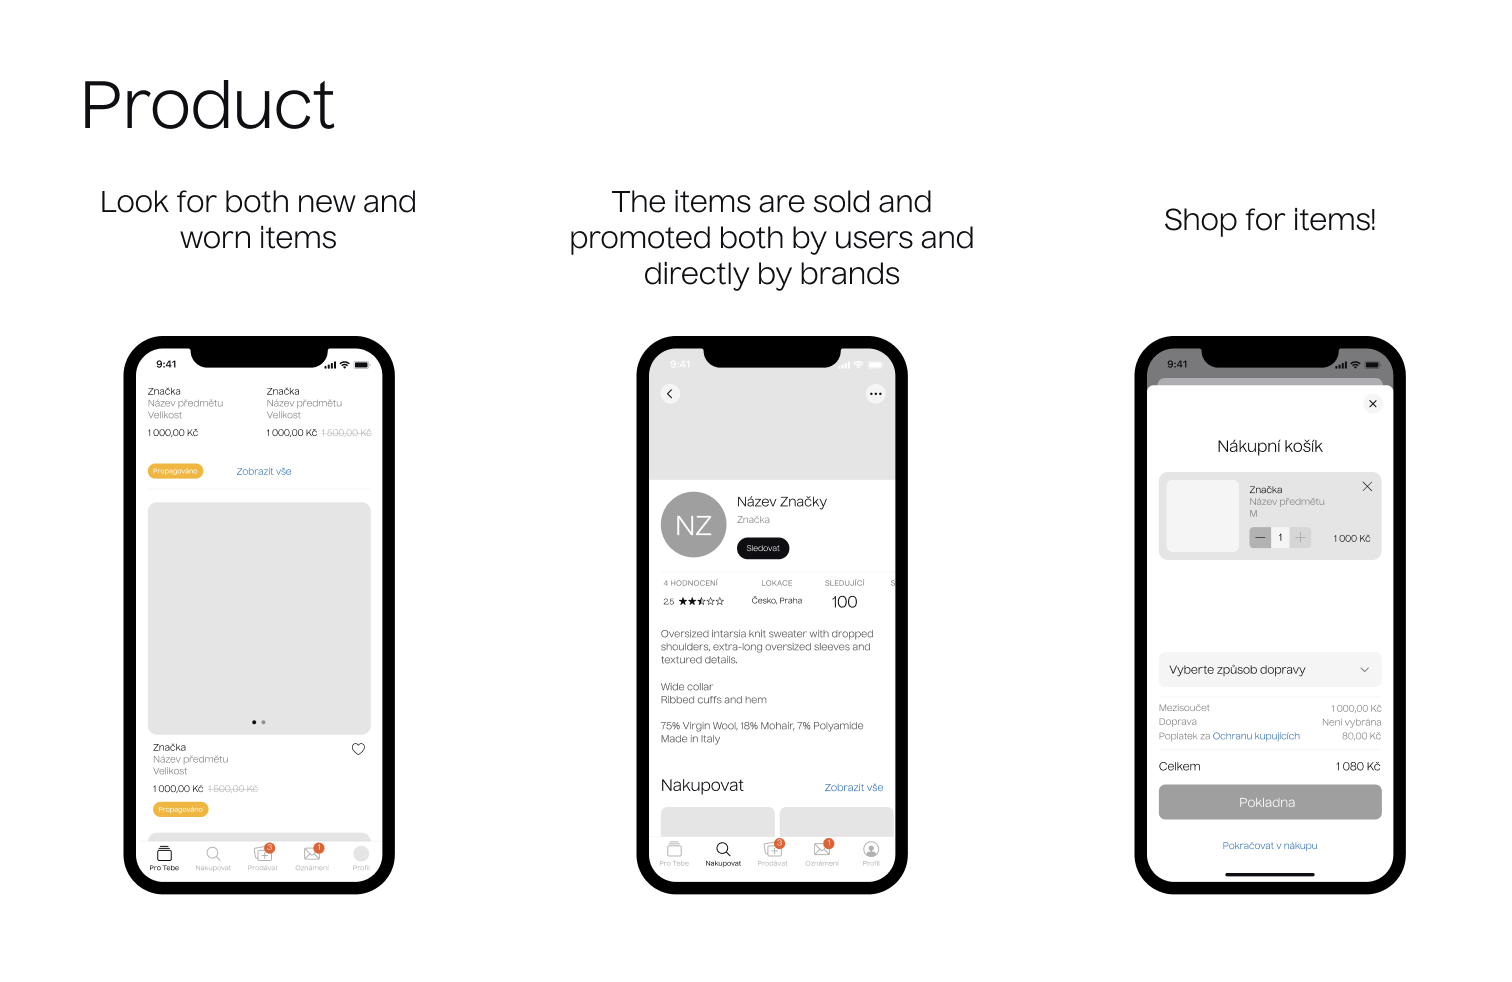 Product
Look for both new and
worn items
9:41
Značka
Název předmětu
Velikost
1 000,00 Kč
Značka
Název předmětu
Velikost
1 000,00 Kč 1 500,00 Kč
Propagováno
Zobrazit vše
Značka
Název předmětu
Velikost
1 000,00 Kč 1 500,00 Kč
Propagováno
3
1
Pro Tebe
Nakupovat
Prodávat
Oznámení
Profil
The items are sold and
promoted both by users and
directly by brands
9:41
NZ
Název Značky
Značka
Sledovat
4 HODNOCENÍ
LOKACE
SLEDUJÍCÍ
S
2.5
Česko, Praha
100
Oversized intarsia knit sweater with dropped
shoulders, extra-long oversized sleeves and
textured details.
Wide collar
Ribbed cuffs and hem
75% Virgin Wool, 18% Mohair, 7% Polyamide
Made in Italy
Nakupovat
Zobrazit vše
3
1
Pro Tebe
Nakupovat
Prodávat
Oznámení
Profil
Shop for items!
9:41
Nákupní košík
Značka
Název předmětu
M
1
1 000 Kč
Vyberte způsob dopravy
Mezisoučet 1 000,00 Kč
Doprava Není vybrána
Poplatek za Ochranu kupujících 80,00 Kč
Celkem 1 080 Kč
Pokladna
Pokračovat v nákupu